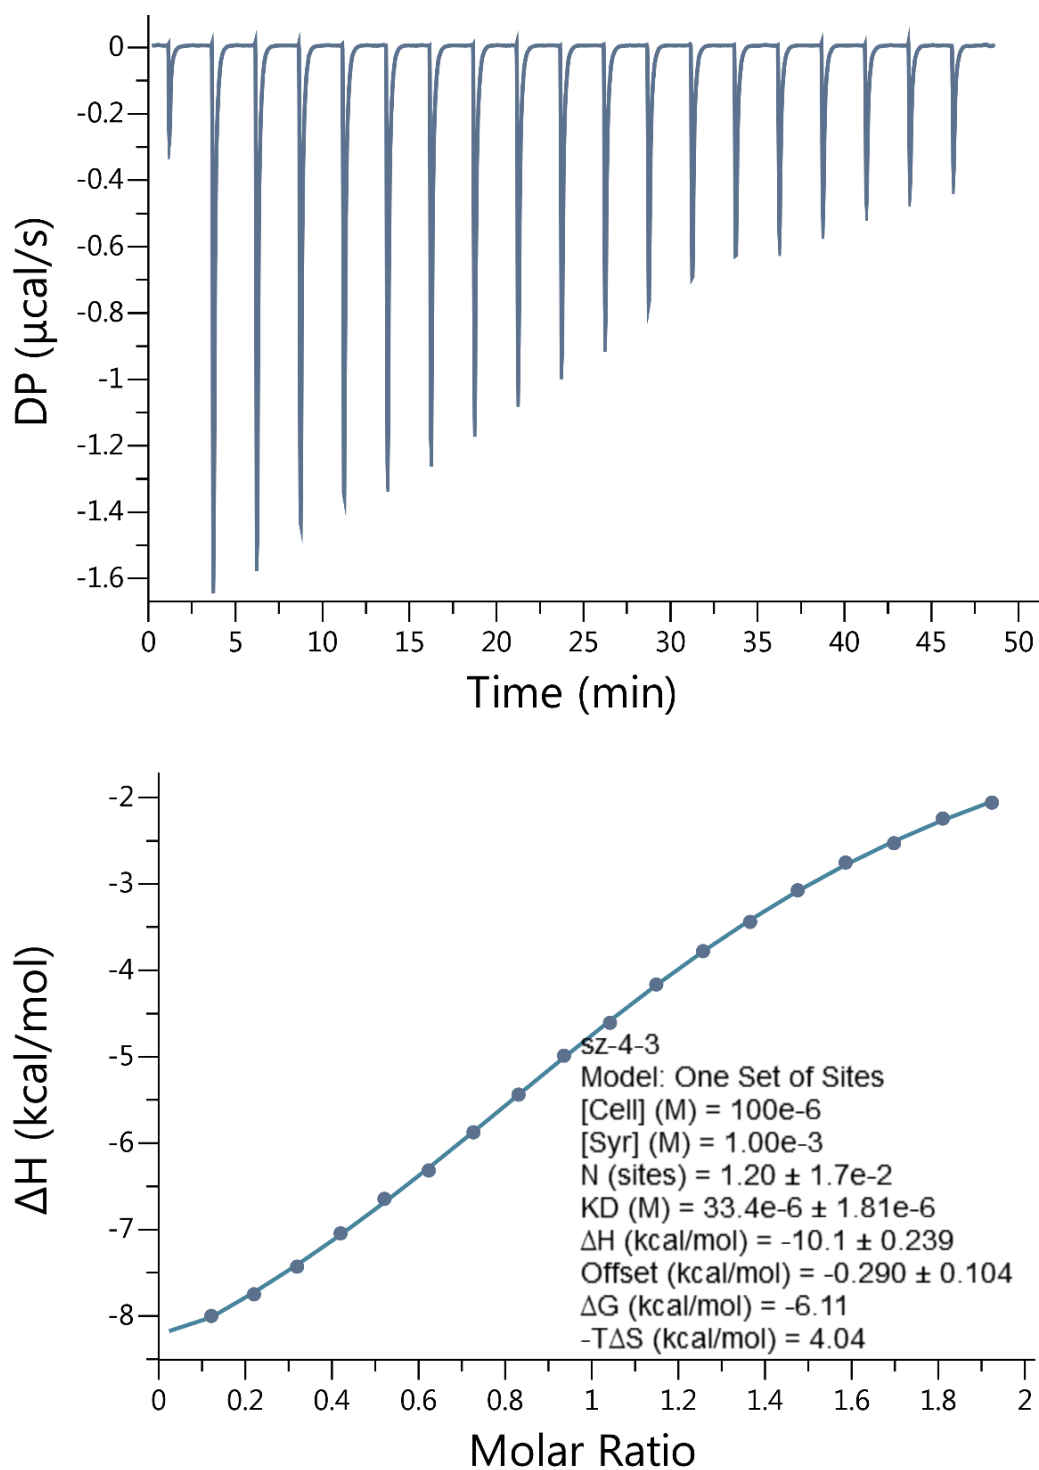 0
-0.2
-0.4
-0.6
-0.8
-1
-1.2
-1.4
-1.6
DP (µcal/s)
0 5 10 15 20 25 30 35 40 45 50
Time (min)
-2
-3
-4
-5
-6
-7
-8
ΔH (kcal/mol)
sz-4-3
Model: One Set of Sites
[Cell] (M) = 100e-6
[Syr] (M) = 1.00e-3
N (sites) = 1.20 ± 1.7e-2
KD (M) = 33.4e-6 ± 1.81e-6
ΔH (kcal/mol) = -10.1 ± 0.239
Offset (kcal/mol) = -0.290 ± 0.104
ΔG (kcal/mol) = -6.11
-TΔS (kcal/mol) = 4.04
0 0.2 0.4 0.6 0.8 1 1.2 1.4 1.6 1.8 2
Molar Ratio